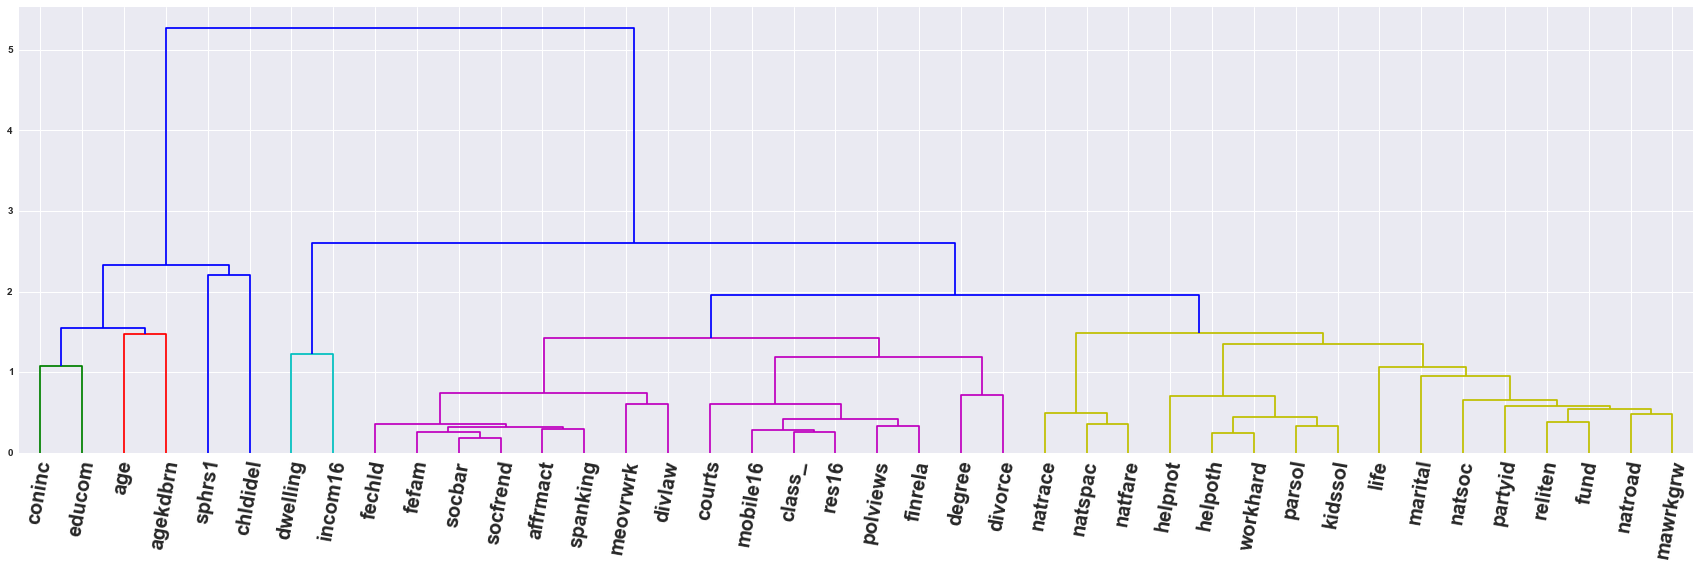 5
4
3
2
1
0
coninc
educom
age
agekdbrn
sphrs1
chldidel
dwelling
incom16
fechld
fefam
socbar
socfrend
affrmact
spanking
meovrwrk
divlaw
courts
mobile16
class_
res16
polviews
finrela
degree
divorce
natrace
natspac
natfare
helpnot
helpoth
workhard
parsol
kidssol
life
marital
natsoc
partyid
reliten
fund
natroad
mawrkgrw